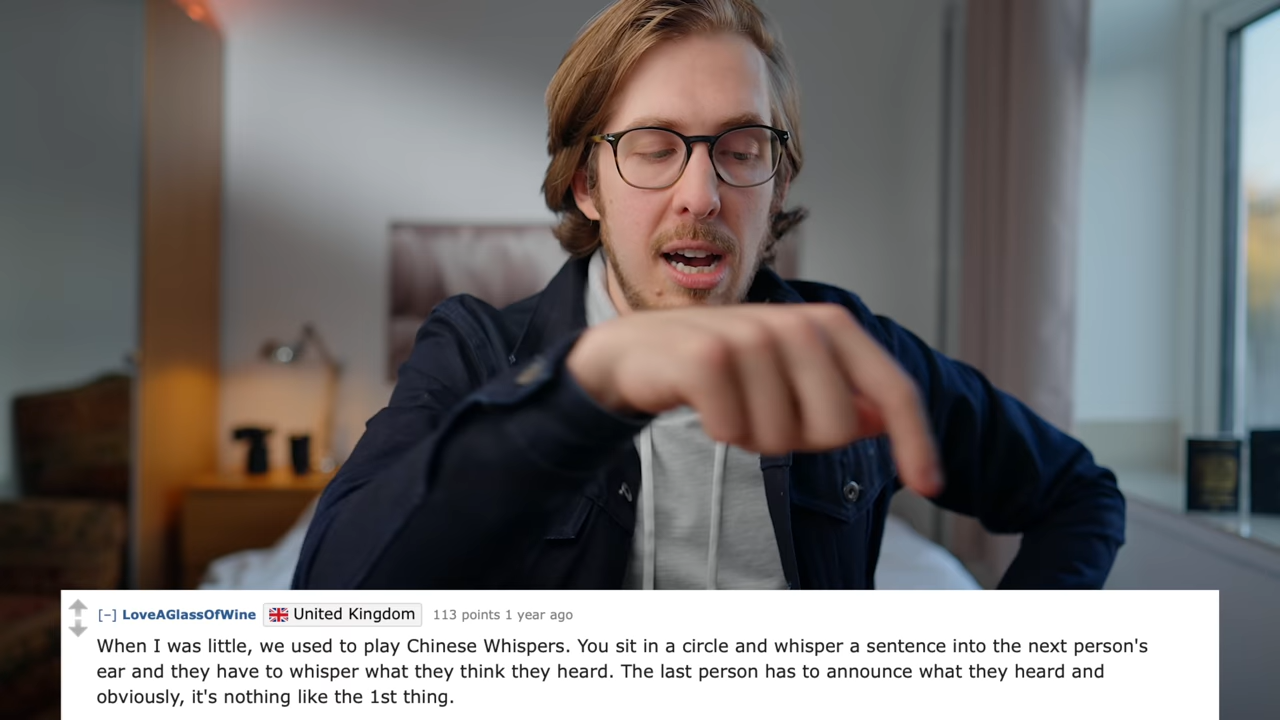 [–] LoveAGlassOfWine United Kingdom 113 points 1 year ago
When I was little, we used to play Chinese Whispers. You sit in a circle and whisper a sentence into the next person's
ear and they have to whisper what they think they heard. The last person has to announce what they heard and
obviously, it's nothing like the 1st thing.